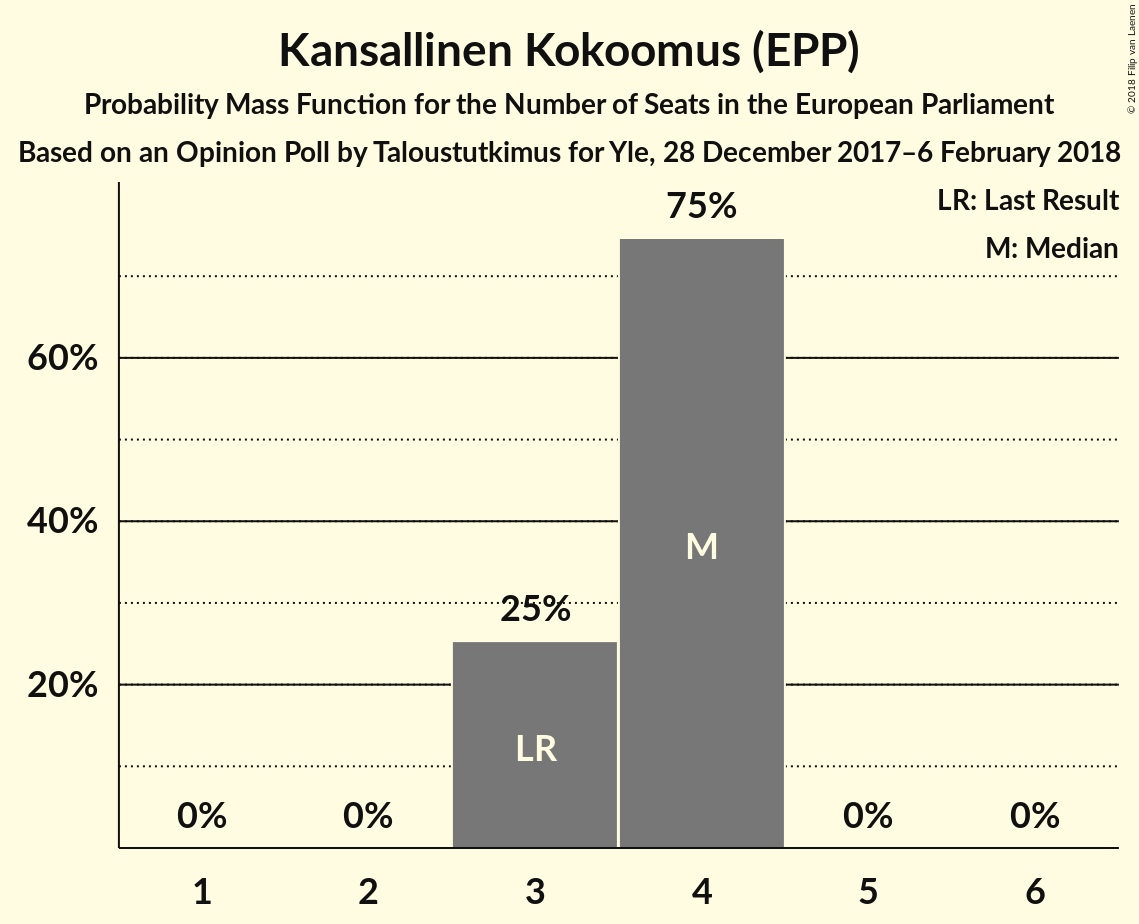 Kansallinen Kokoomus (EPP)
Probability Mass Function for the Number of Seats in the European Parliament
Based on an Opinion Poll by Taloustutkimus for Yle, 28 December 2017–6 February 2018
© 2018 Filip van Laenen
LR: Last Result
M: Median
75%
60%
40%
M
25%
20%
LR
0% 0% 0% 0%
1 2 3 4 5 6